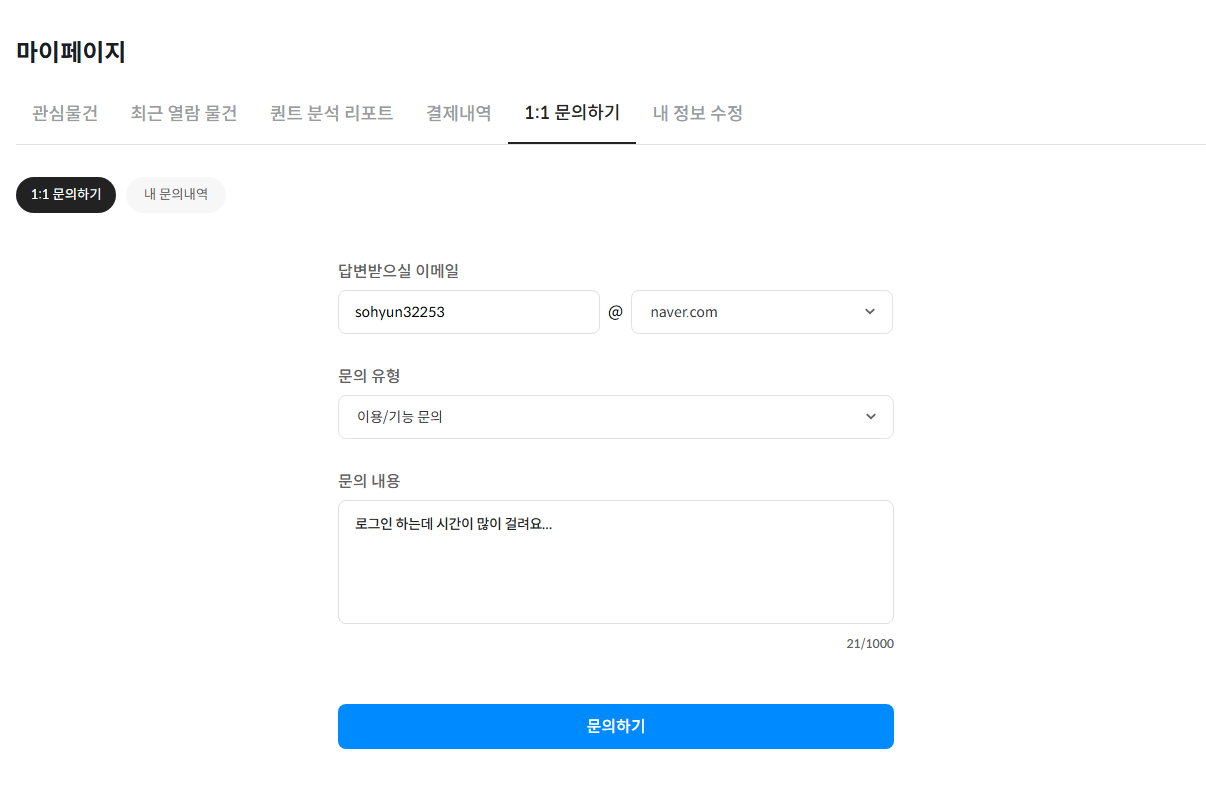 마이페이지
관심물건 최근 열람 물건 퀀트 분석 리포트 결제내역 1:1 문의하기 내 정보 수정
1:1 문의하기 내 문의내역
답변받으실 이메일
sohyun32253 @ naver.com
문의 유형
이용/기능 문의
문의 내용
로그인 하는데 시간이 많이 걸려요...
21/1000
문의하기